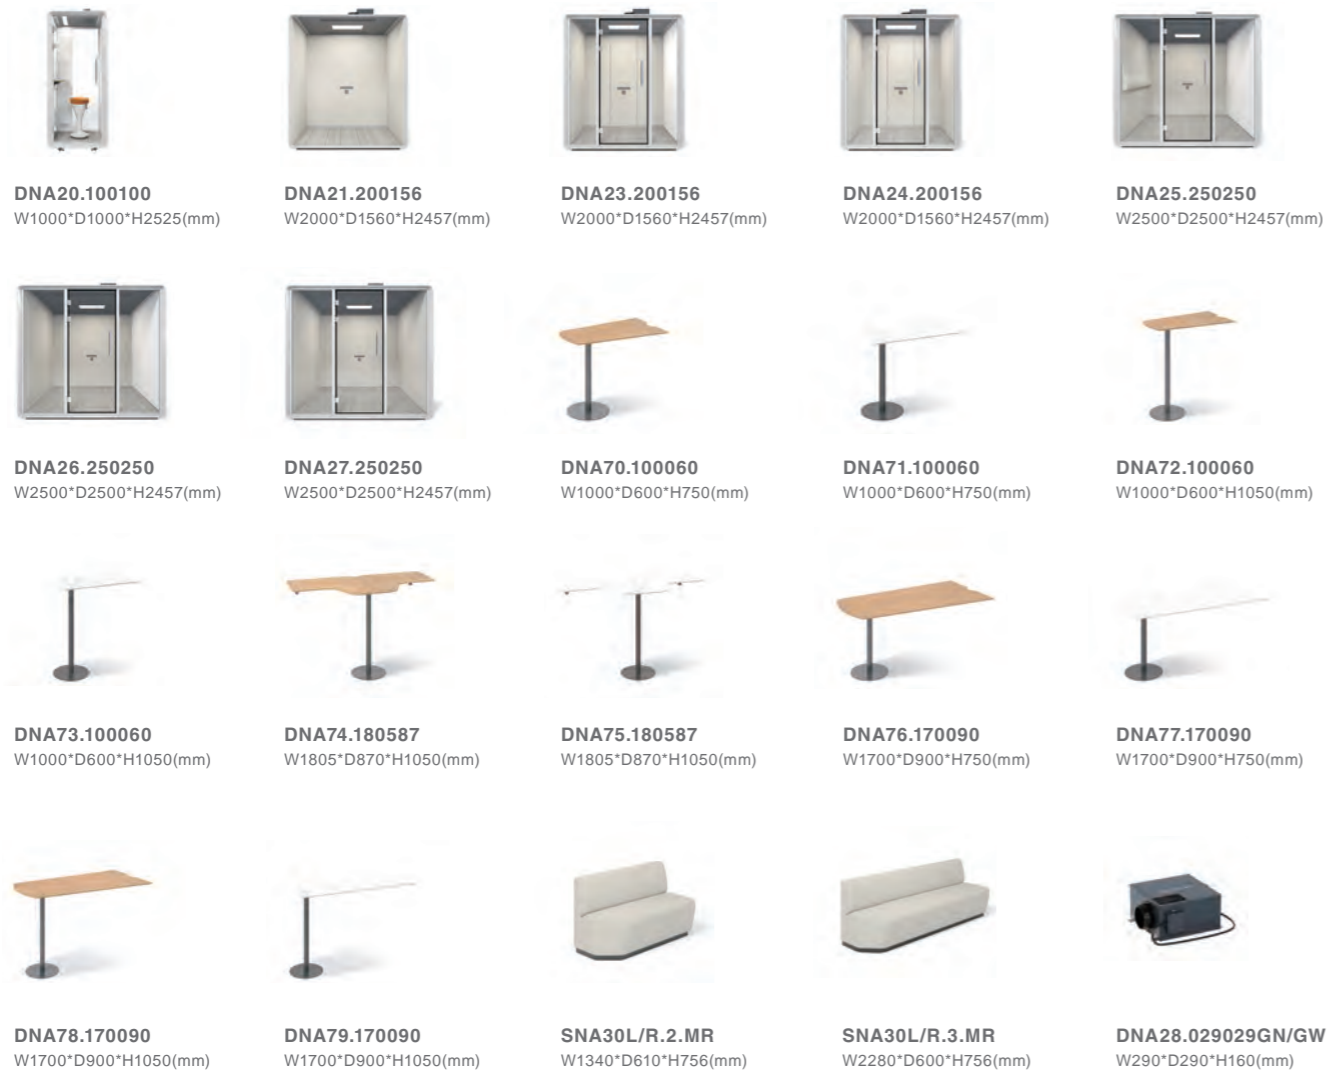 DNA20.100100
W1000*D1000*H2525(mm)
DNA21.200156
W2000*D1560*H2457(mm)
DNA23.200156
W2000*D1560*H2457(mm)
DNA24.200156
W2000*D1560*H2457(mm)
DNA25.250250
W2500*D2500*H2457(mm)
DNA26.250250
W2500*D2500*H2457(mm)
DNA27.250250
W2500*D2500*H2457(mm)
DNA70.100060
W1000*D600*H750(mm)
DNA71.100060
W1000*D600*H750(mm)
DNA72.100060
W1000*D600*H1050(mm)
DNA73.100060
W1000*D600*H1050(mm)
DNA74.180587
W1805*D870*H1050(mm)
DNA75.180587
W1805*D870*H1050(mm)
DNA76.170090
W1700*D900*H750(mm)
DNA77.170090
W1700*D900*H750(mm)
DNA78.170090
W1700*D900*H1050(mm)
DNA79.170090
W1700*D900*H1050(mm)
SNA30L/R.2.MR
W1340*D610*H756(mm)
SNA30L/R.3.MR
W2280*D600*H756(mm)
DNA28.029029GN/GW
W290*D290*H160(mm)